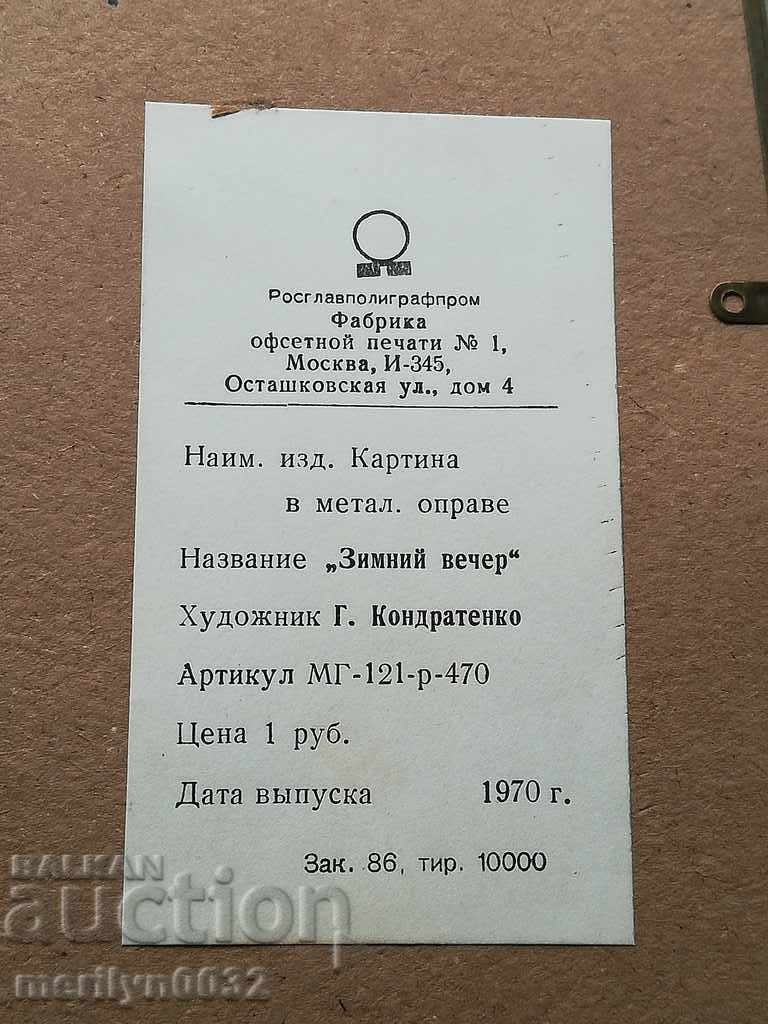 Росглавполиграфпром
Фабрика
офсетной печати № 1,
Москва, И-345,
Осташковская ул., дом 4
Наим. изд. Картина
в метал. оправе
Название „Зимний вечер“
Художник Г. Кондратенко
Артикул МГ-121-р-470
Цена 1 руб.
Дата выпуска 1970 г.
Зак. 86, тир. 10000
BALKAN
auction
merilyn0032